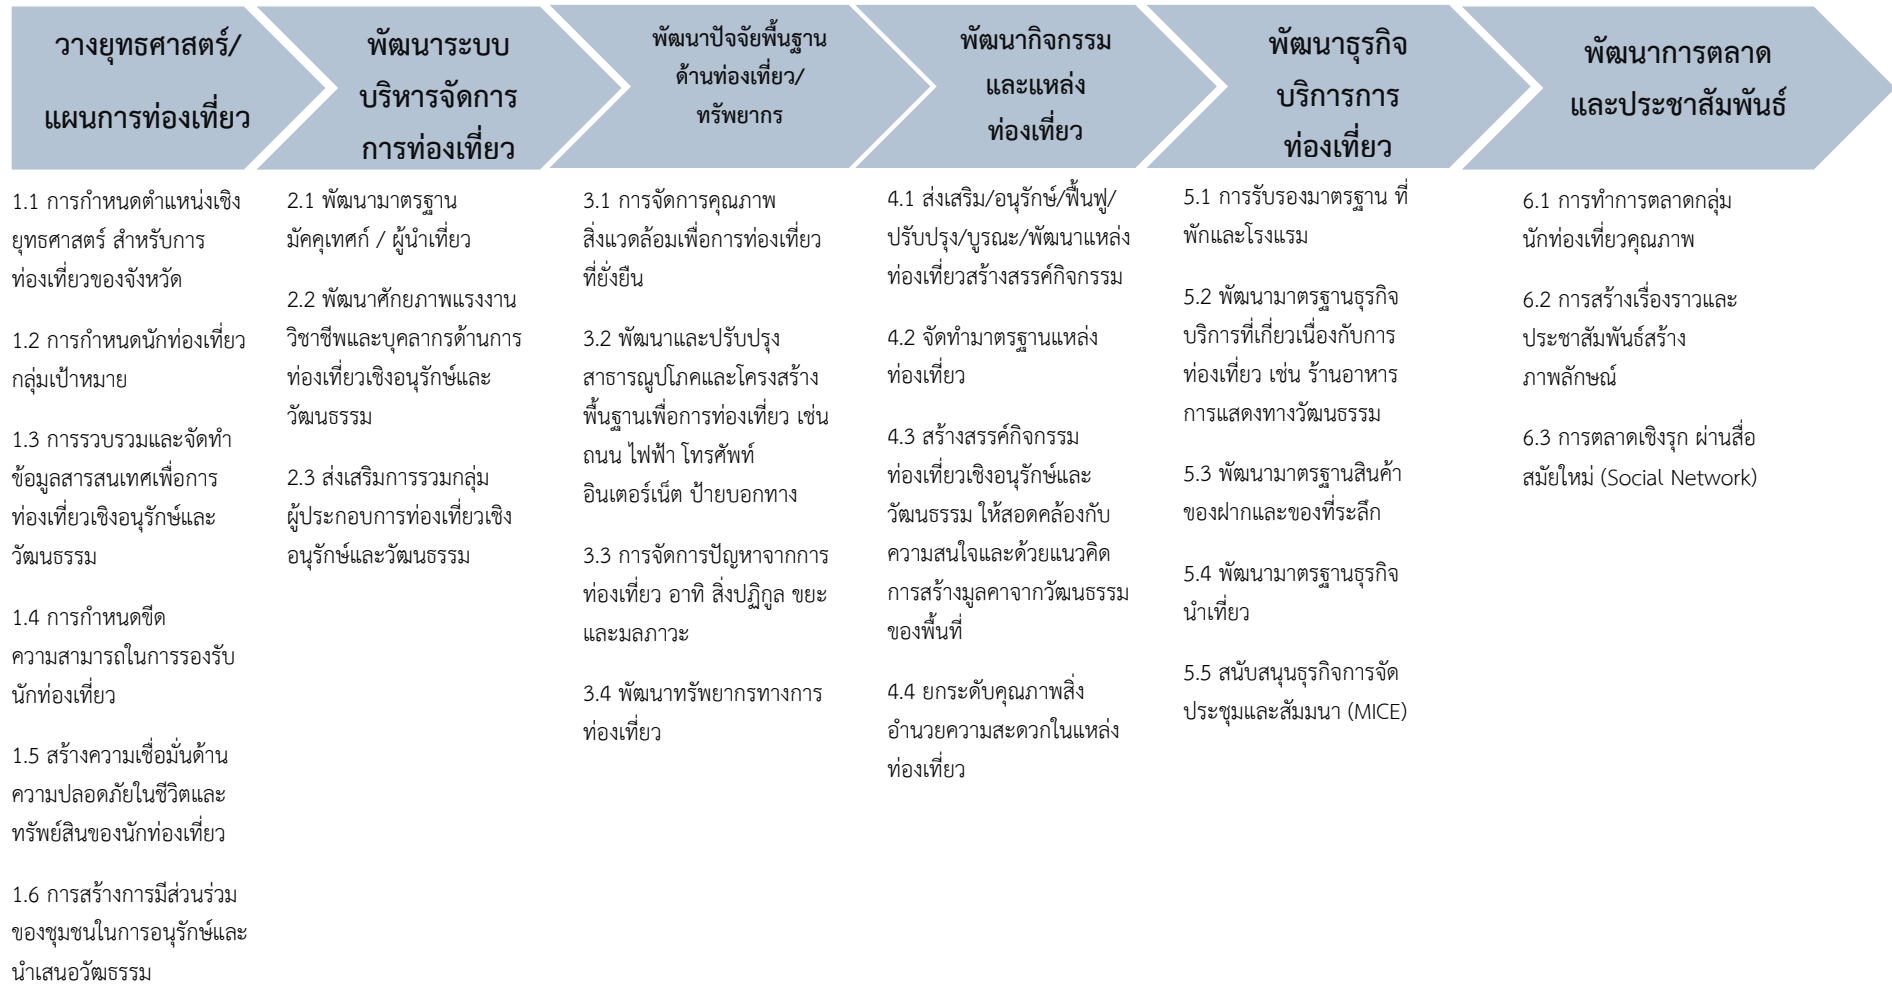 วางยุทธศาสตร์/
แผนการท่องเที่ยว
พัฒนาระบบ
บริหารจัดการ
การท่องเที่ยว
พัฒนาปัจจัยพื้นฐาน
ด้านท่องเที่ยว/
ทรัพยากร
พัฒนากิจกรรม
และแหล่ง
ท่องเที่ยว
พัฒนาธุรกิจ
บริการการ
ท่องเที่ยว
พัฒนาการตลาด
และประชาสัมพันธ์
1.1 การกำหนดตำแหน่งเชิง
ยุทธศาสตร์ สำหรับการ
ท่องเที่ยวของจังหวัด
1.2 การกำหนดนักท่องเที่ยว
กลุ่มเป้าหมาย
1.3 การรวบรวมและจัดทำ
ข้อมูลสารสนเทศเพื่อการ
ท่องเที่ยวเชิงอนุรักษ์และ
วัฒนธรรม
1.4 การกำหนดขีด
ความสามารถในการรองรับ
นักท่องเที่ยว
1.5 สร้างความเชื่อมั่นด้าน
ความปลอดภัยในชีวิตและ
ทรัพย์สินของนักท่องเที่ยว
1.6 การสร้างการมีส่วนร่วม
ของชุมชนในการอนุรักษ์และ
นำเสนอวัฒธรรม
2.1 พัฒนามาตรฐาน
มัคคุเทศก์ / ผู้นำเที่ยว
2.2 พัฒนาศักยภาพแรงงาน
วิชาชีพและบุคลากรด้านการ
ท่องเที่ยวเชิงอนุรักษ์และ
วัฒนธรรม
2.3 ส่งเสริมการรวมกลุ่ม
ผู้ประกอบการท่องเที่ยวเชิง
อนุรักษ์และวัฒนธรรม
3.1 การจัดการคุณภาพ
สิ่งแวดล้อมเพื่อการท่องเที่ยว
ที่ยั่งยืน
3.2 พัฒนาและปรับปรุง
สาธารณูปโภคและโครงสร้าง
พื้นฐานเพื่อการท่องเที่ยว เช่น
ถนน ไฟฟ้า โทรศัพท์
อินเตอร์เน็ต ป้ายบอกทาง
3.3 การจัดการปัญหาจากการ
ท่องเที่ยว อาทิ สิ่งปฏิกูล ขยะ
และมลภาวะ
3.4 พัฒนาทรัพยากรทางการ
ท่องเที่ยว
4.1 ส่งเสริม/อนุรักษ์/ฟื้นฟู/
ปรับปรุง/บูรณะ/พัฒนาแหล่ง
ท่องเที่ยวสร้างสรรค์กิจกรรม
4.2 จัดทำมาตรฐานแหล่ง
ท่องเที่ยว
4.3 สร้างสรรค์กิจกรรม
ท่องเที่ยวเชิงอนุรักษ์และ
วัฒนธรรม ให้สอดคล้องกับ
ความสนใจและด้วยแนวคิด
การสร้างมูลคาจากวัฒนธรรม
ของพื้นที่
4.4 ยกระดับคุณภาพสิ่ง
อำนวยความสะดวกในแหล่ง
ท่องเที่ยว
5.1 การรับรองมาตรฐาน ที่
พักและโรงแรม
5.2 พัฒนามาตรฐานธุรกิจ
บริการที่เกี่ยวเนื่องกับการ
ท่องเที่ยว เช่น ร้านอาหาร
การแสดงทางวัฒนธรรม
5.3 พัฒนามาตรฐานสินค้า
ของฝากและของที่ระลึก
5.4 พัฒนามาตรฐานธุรกิจ
นำเที่ยว
5.5 สนับสนุนธุรกิจการจัด
ประชุมและสัมมนา (MICE)
6.1 การทำการตลาดกลุ่ม
นักท่องเที่ยวคุณภาพ
6.2 การสร้างเรื่องราวและ
ประชาสัมพันธ์สร้าง
ภาพลักษณ์
6.3 การตลาดเชิงรุก ผ่านสื่อ
สมัยใหม่ (Social Network)